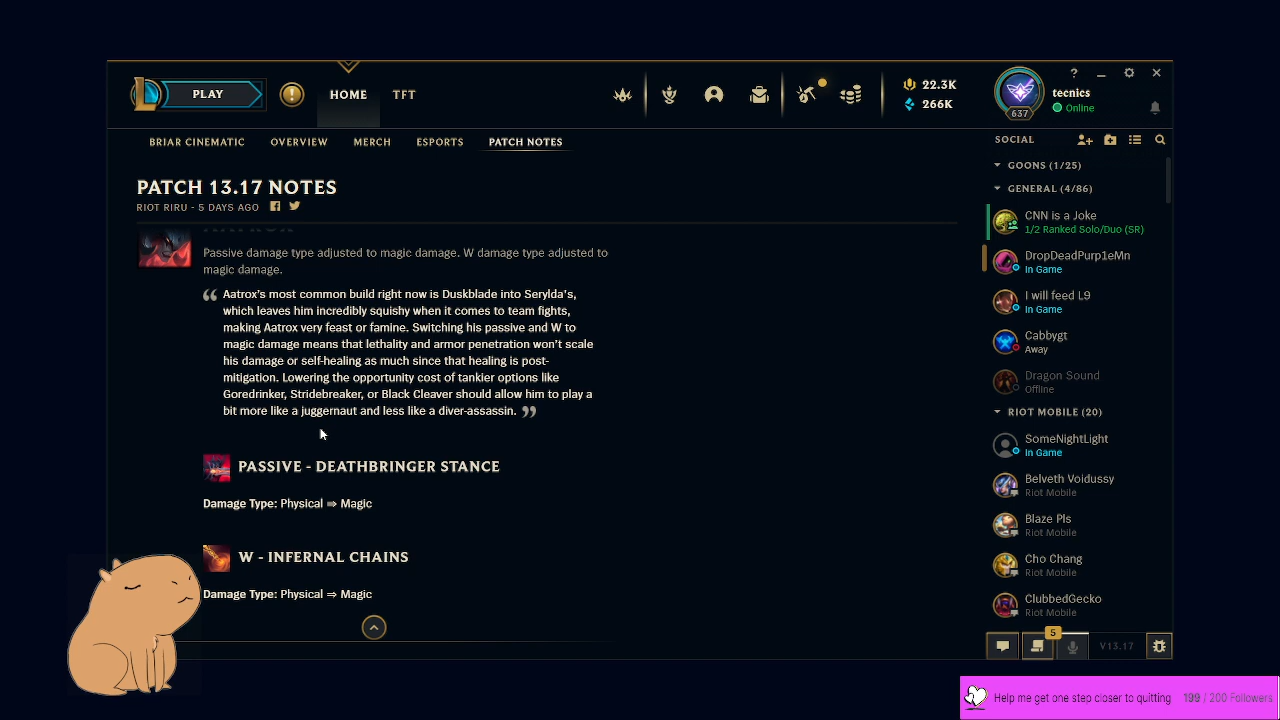 PLAY
HOME
TFT
22.3K
266K
637
tecnics
Online
BRIAR CINEMATIC
OVERVIEW
MERCH
ESPORTS
PATCH NOTES
PATCH 13.17 NOTES
RIOT RIRU - 5 DAYS AGO
AATROX
Passive damage type adjusted to magic damage. W damage type adjusted to
magic damage.
Aatrox's most common build right now is Duskblade into Serylda's,
which leaves him incredibly squishy when it comes to team fights,
making Aatrox very feast or famine. Switching his passive and W to
magic damage means that lethality and armor penetration won't scale
his damage or self-healing as much since that healing is post-
mitigation. Lowering the opportunity cost of tankier options like
Goredrinker, Stridebreaker, or Black Cleaver should allow him to play a
bit more like a juggernaut and less like a diver-assassin.
PASSIVE - DEATHBRINGER STANCE
Damage Type: Physical ⇒ Magic
W - INFERNAL CHAINS
Damage Type: Physical ⇒ Magic
SOCIAL
GOONS (1/25)
GENERAL (4/86)
CNN is a Joke
1/2 Ranked Solo/Duo (SR)
DropDeadPurp1eMn
In Game
I will feed L9
In Game
Cabbygt
Away
Dragon Sound
Offline
RIOT MOBILE (20)
SomeNightLight
In Game
Belveth Voidussy
Riot Mobile
Blaze Pls
Riot Mobile
Cho Chang
Riot Mobile
ClubbedGecko
Riot Mobile
5
V13.17
Help me get one step closer to quitting
199 / 200 Followers